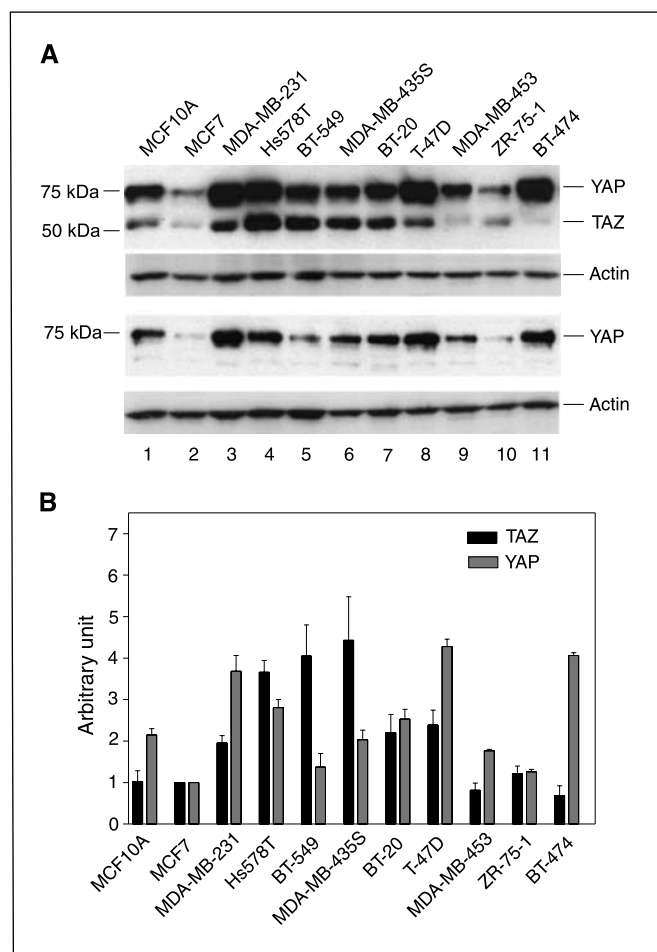 A
MCF10A
MCF7
MDA-MB-231
Hs578T
BT-549
MDA-MB-435S
BT-20
T-47D
MDA-MB-453
ZR-75-1
BT-474
75 kDa
YAP
TAZ
50 kDa
Actin
75 kDa
YAP
Actin
1 2 3 4 5 6 7 8 9 10 11
B
TAZ
YAP
7
6
5
4
3
2
1
0
Arbitrary unit
MCF10A
MCF7
MDA-MB-231
Hs578T
BT-549
MDA-MB-435S
BT-20
T-47D
MDA-MB-453
ZR-75-1
BT-474